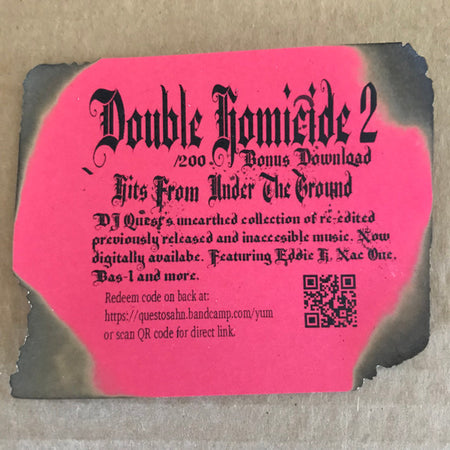 Double Homicide 2
/200. Bonus Download
Hits From Under The Ground
DJ Quest's unearthed collection of re-edited
previously released and inaccesible music. Now
digitally availabe. Featuring Eddie K, Xac One,
Bas-1 and more.
Redeem code on back at:
https://questosahn.bandcamp.com/yum
or scan QR code for direct link.